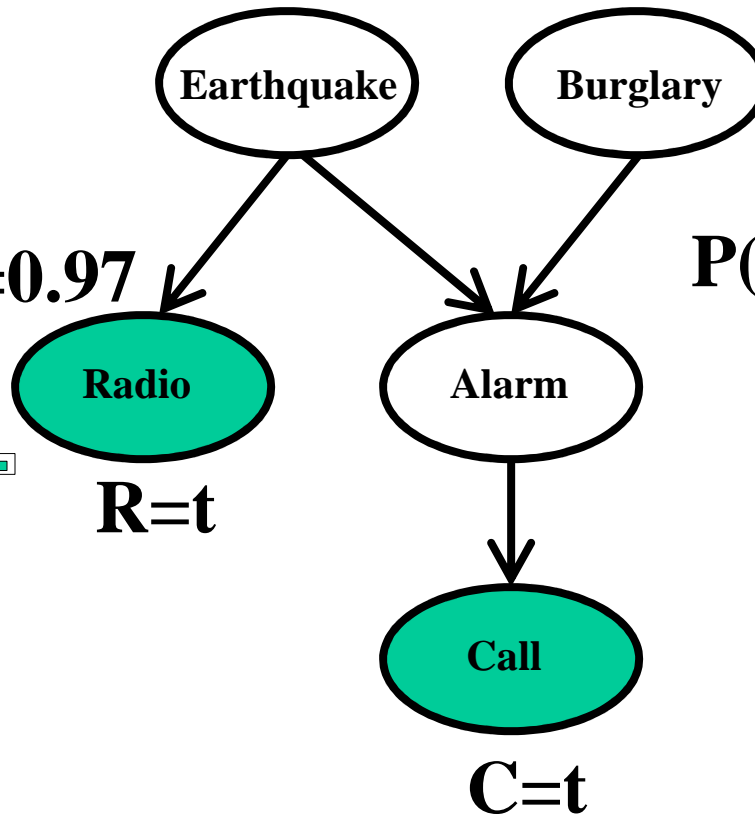 Earthquake Burglary
=0.97 P(
Radio Alarm
R=t
Call
C=t